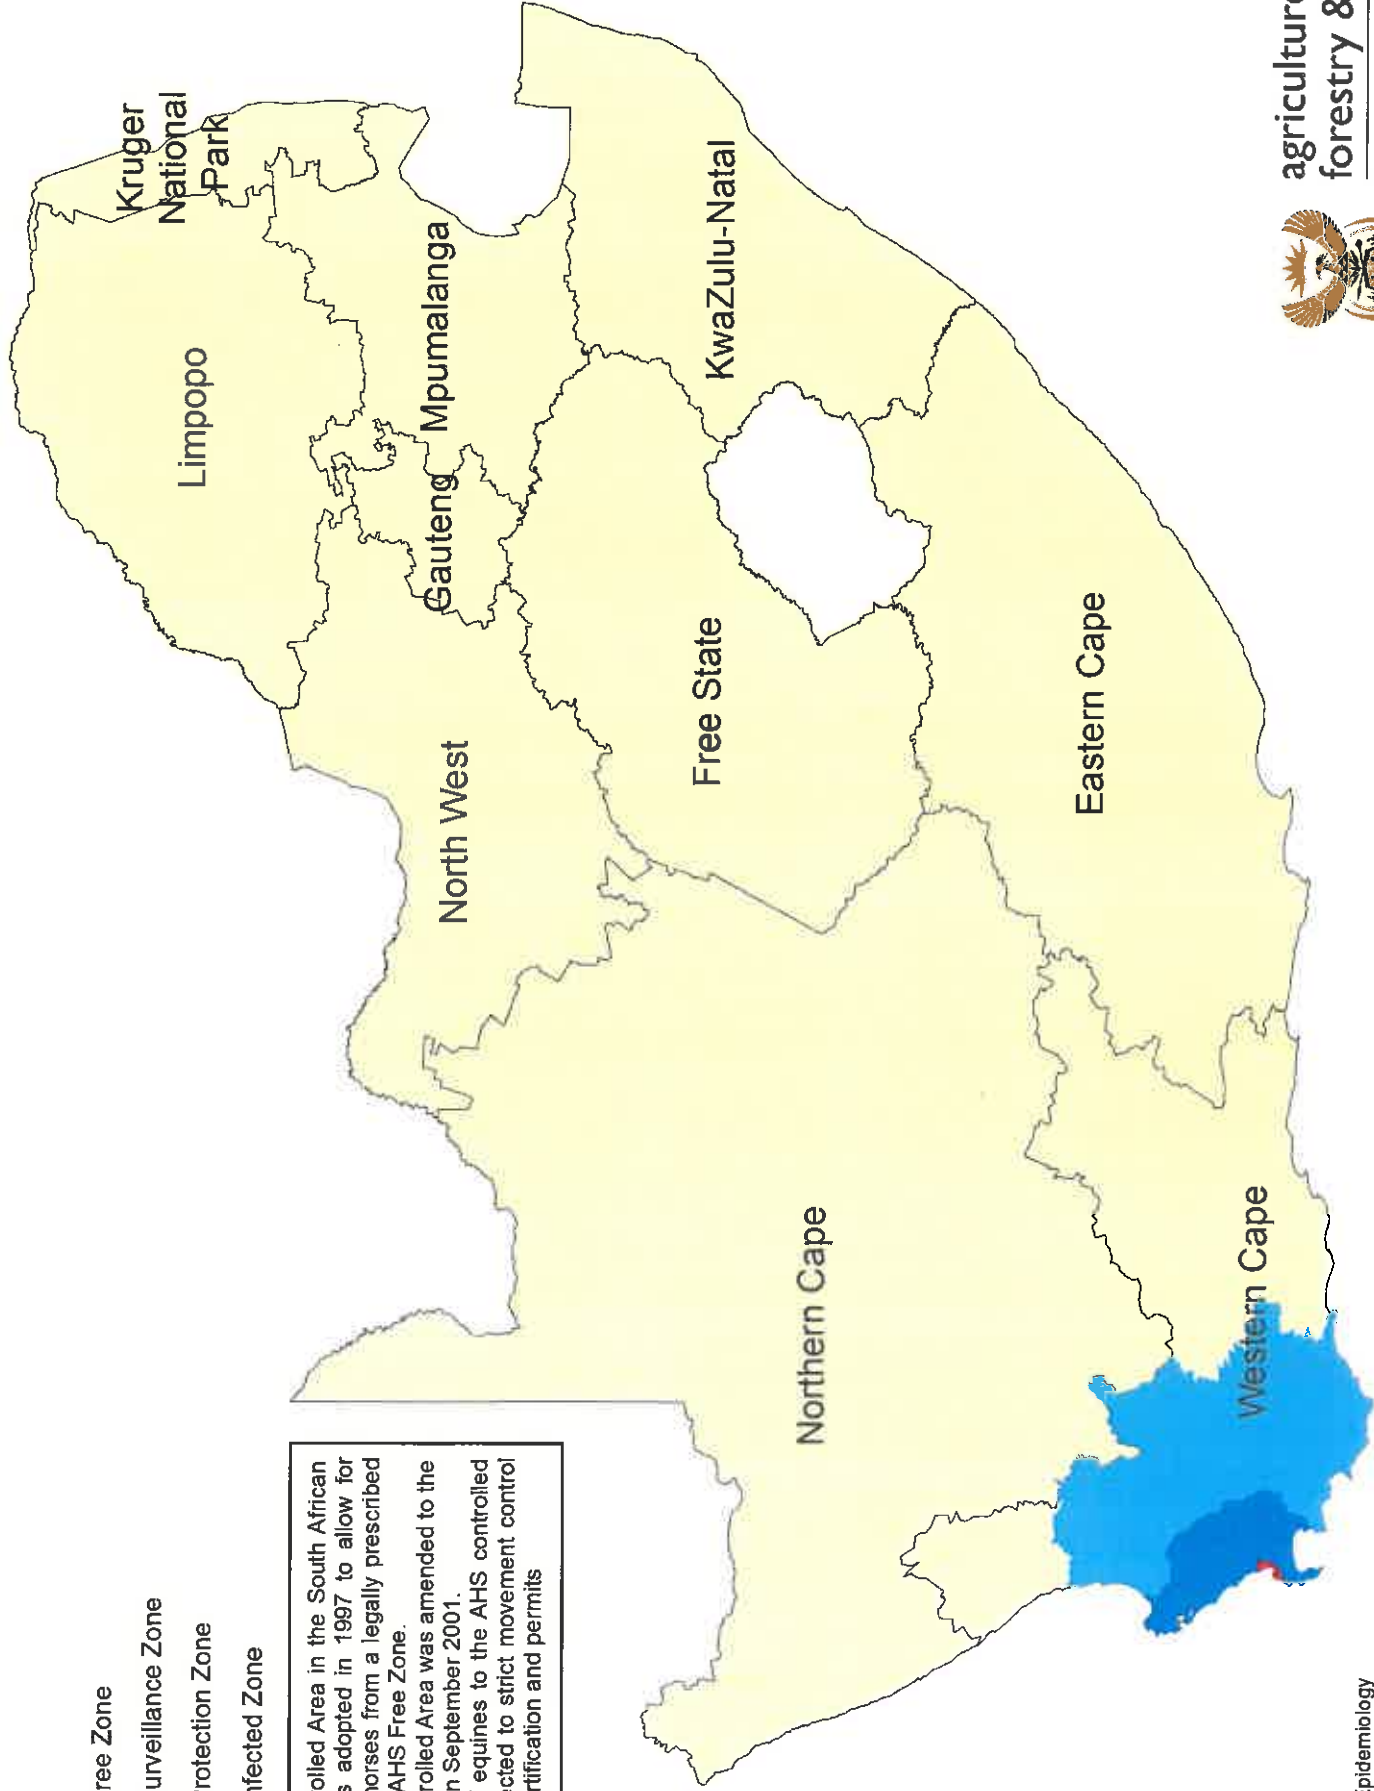 ree Zone
urveillance Zone
rotection Zone
nfected Zone
olled Area in the South African
s adopted in 1997 to allow for
horses from a legally prescribed
AHS Free Zone.
rolled Area was amended to the
n September 2001.
equines to the AHS controlled
cted to strict movement control
rtification and permits
Limpopo
Kruger
National
Park
Mpumalanga
Gauteng
North West
Free State
KwaZulu-Natal
Northern Cape
Eastern Cape
Western Cape
pidemiology
agriculture
forestry &